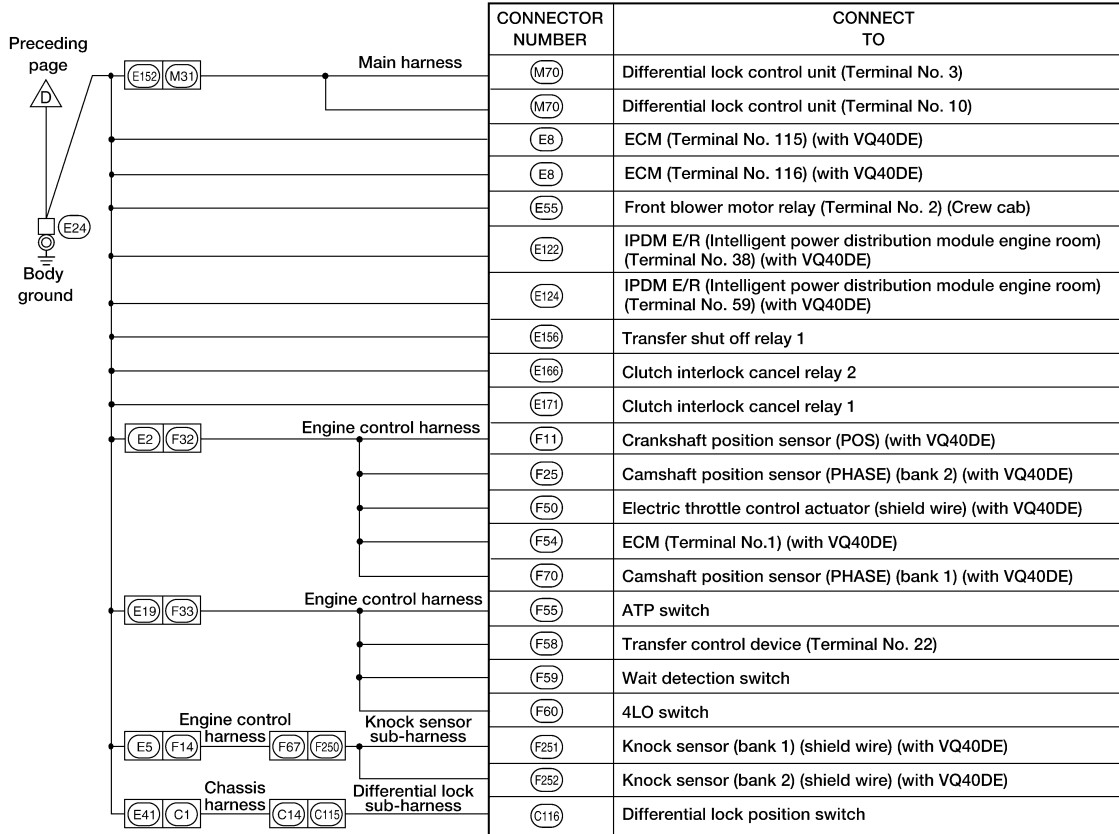 CONNECTOR NUMBER
CONNECT TO
Preceding page
D
E24
Body ground
E152 M31 Main harness M70 Differential lock control unit (Terminal No. 3)
M70 Differential lock control unit (Terminal No. 10)
E8 ECM (Terminal No. 115) (with VQ40DE)
E8 ECM (Terminal No. 116) (with VQ40DE)
E55 Front blower motor relay (Terminal No. 2) (Crew cab)
E122 IPDM E/R (Intelligent power distribution module engine room)
(Terminal No. 38) (with VQ40DE)
E124 IPDM E/R (Intelligent power distribution module engine room)
(Terminal No. 59) (with VQ40DE)
E156 Transfer shut off relay 1
E166 Clutch interlock cancel relay 2
E171 Clutch interlock cancel relay 1
E2 F32 Engine control harness F11 Crankshaft position sensor (POS) (with VQ40DE)
F25 Camshaft position sensor (PHASE) (bank 2) (with VQ40DE)
F50 Electric throttle control actuator (shield wire) (with VQ40DE)
F54 ECM (Terminal No.1) (with VQ40DE)
F70 Camshaft position sensor (PHASE) (bank 1) (with VQ40DE)
E19 F33 Engine control harness F55 ATP switch
F58 Transfer control device (Terminal No. 22)
F59 Wait detection switch
F60 4LO switch
E5 F14 Engine control harness F67 F250 Knock sensor sub-harness F251 Knock sensor (bank 1) (shield wire) (with VQ40DE)
F252 Knock sensor (bank 2) (shield wire) (with VQ40DE)
E41 C1 Chassis harness C14 C115 Differential lock sub-harness C116 Differential lock position switch